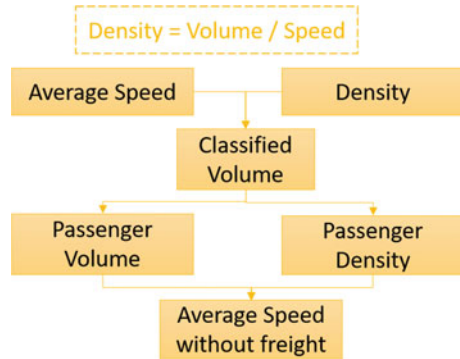 Density = Volume / Speed
Average Speed
Density
Classified
Volume
Passenger
Volume
Passenger
Density
Average Speed
without freight